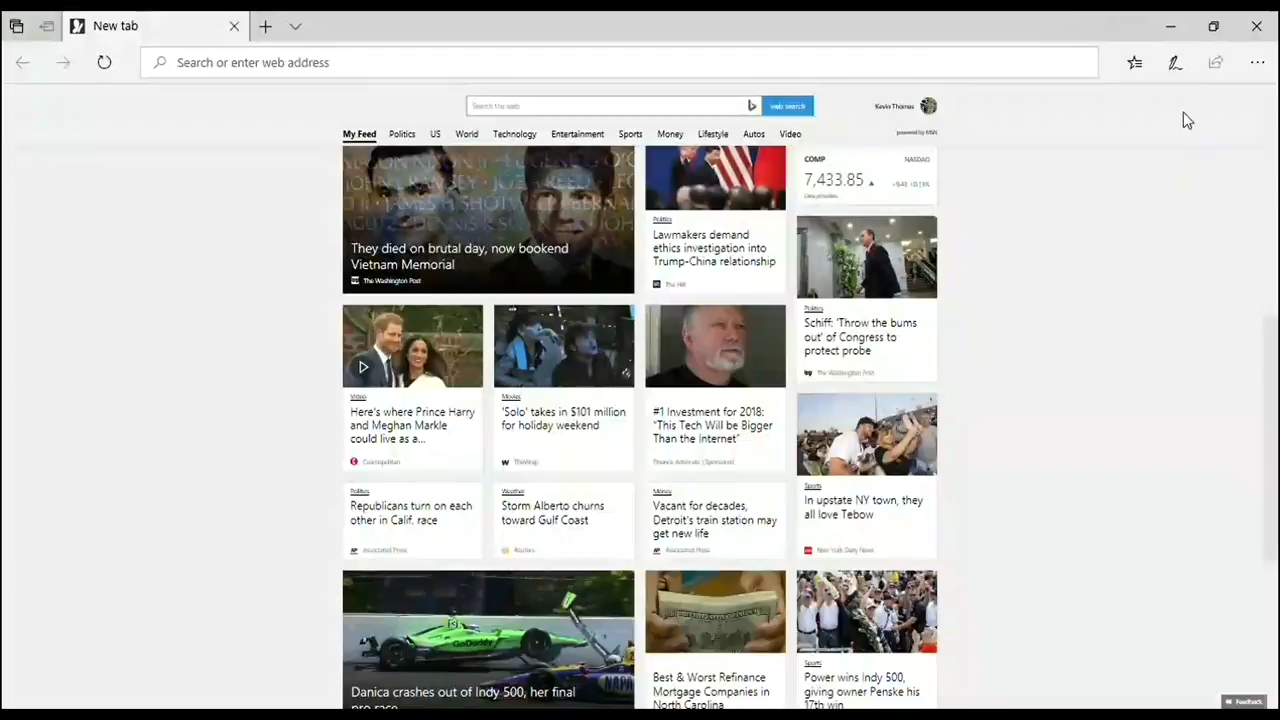 New tab
Search or enter web address
Search the web
web search
Kevin Thomas
My Feed Politics US World Technology Entertainment Sports Money Lifestyle Autos Video
powered by MSN
They died on brutal day, now bookend
Vietnam Memorial
The Washington Post
Politics
Lawmakers demand
ethics investigation into
Trump-China relationship
The Hill
COMP NASDAQ
7,433.85
Politics
Schiff: 'Throw the bums
out' of Congress to
protect probe
The Washington Post
Video
Here's where Prince Harry
and Meghan Markle
could live as a...
Cosmopolitan
Movies
'Solo' takes in $101 million
for holiday weekend
TheWrap
#1 Investment for 2018:
"This Tech Will be Bigger
Than the Internet"
Sports
In upstate NY town, they
all love Tebow
New York Daily News
Politics
Republicans turn on each
other in Calif. race
Associated Press
Weather
Storm Alberto churns
toward Gulf Coast
Reuters
Money
Vacant for decades,
Detroit's train station may
get new life
Associated Press
GoDaddy
Danica crashes out of Indy 500, her final
pro race
Best & Worst Refinance
Mortgage Companies in
North Carolina
Sports
Power wins Indy 500,
giving owner Penske his
17th win
Feedback